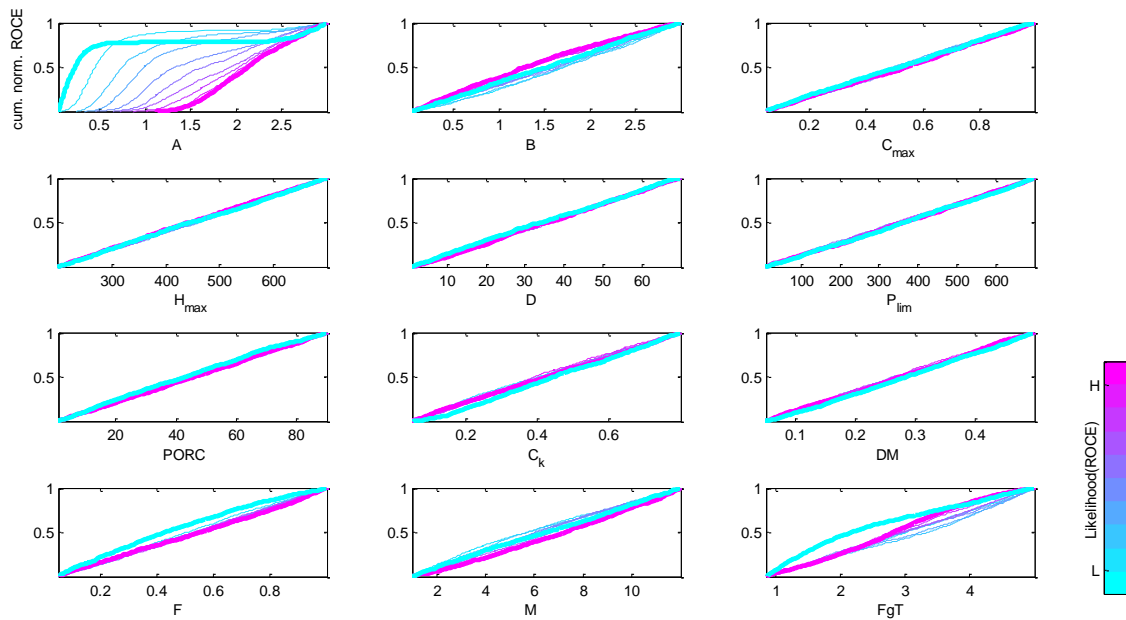 cum. norm. ROCE
1
0.5
0.5 1 1.5 2 2.5
A
1
0.5
0.5 1 1.5 2 2.5
B
1
0.5
0.2 0.4 0.6 0.8
C_max
1
0.5
300 400 500 600
H_max
1
0.5
10 20 30 40 50 60
D
1
0.5
100 200 300 400 500 600
P_lim
1
0.5
20 40 60 80
PORC
1
0.5
0.2 0.4 0.6
C_k
1
0.5
0.1 0.2 0.3 0.4
DM
1
0.5
0.2 0.4 0.6 0.8
F
1
0.5
2 4 6 8 10
M
1
0.5
1 2 3 4
FgT
H
Likelihood(ROCE)
L